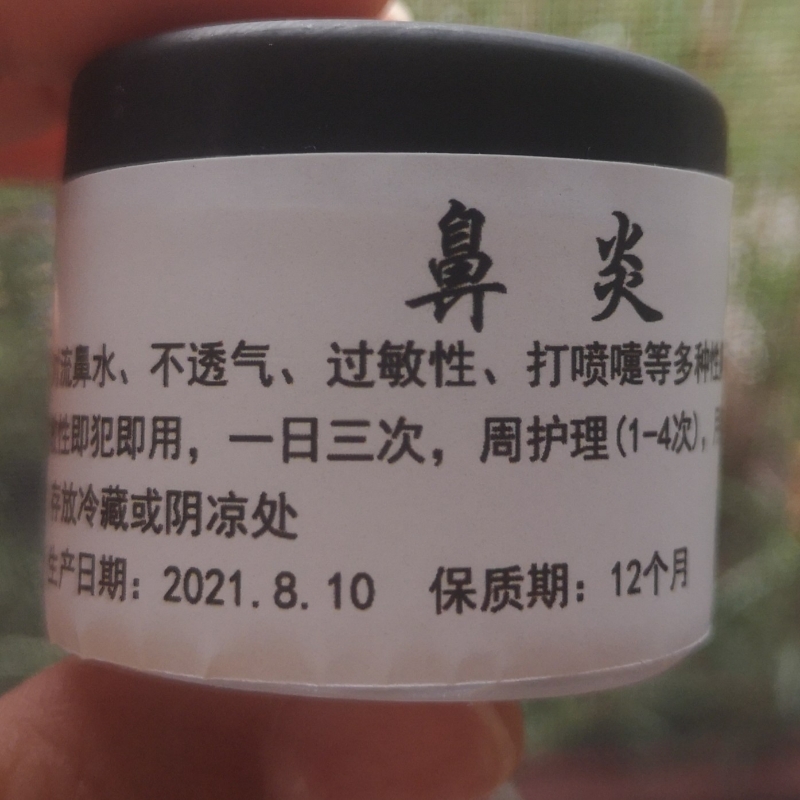 鼻炎
流鼻水、不透气、过敏性、打喷嚏等多种性
性即犯即用，一日三次，周护理(1-4次)，
存放冷藏或阴凉处
生产日期：2021.8.10 保质期：12个月